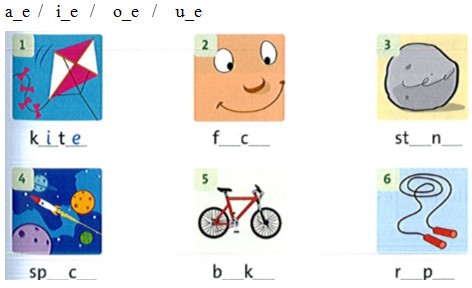 a_e / i_e / o_e / u_e
1 2 3
k i t e f__c__ st__n__
4 5 6
sp__c__ b__k__ r__p__